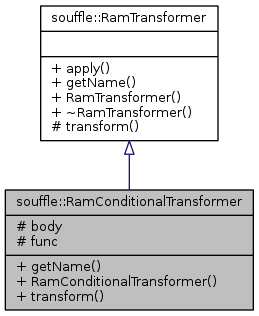 souffle::RamTransformer
+ apply()
+ getName()
+ RamTransformer()
+ ~RamTransformer()
# transform()
souffle::RamConditionalTransformer
# body
# func
+ getName()
+ RamConditionalTransformer()
+ transform()